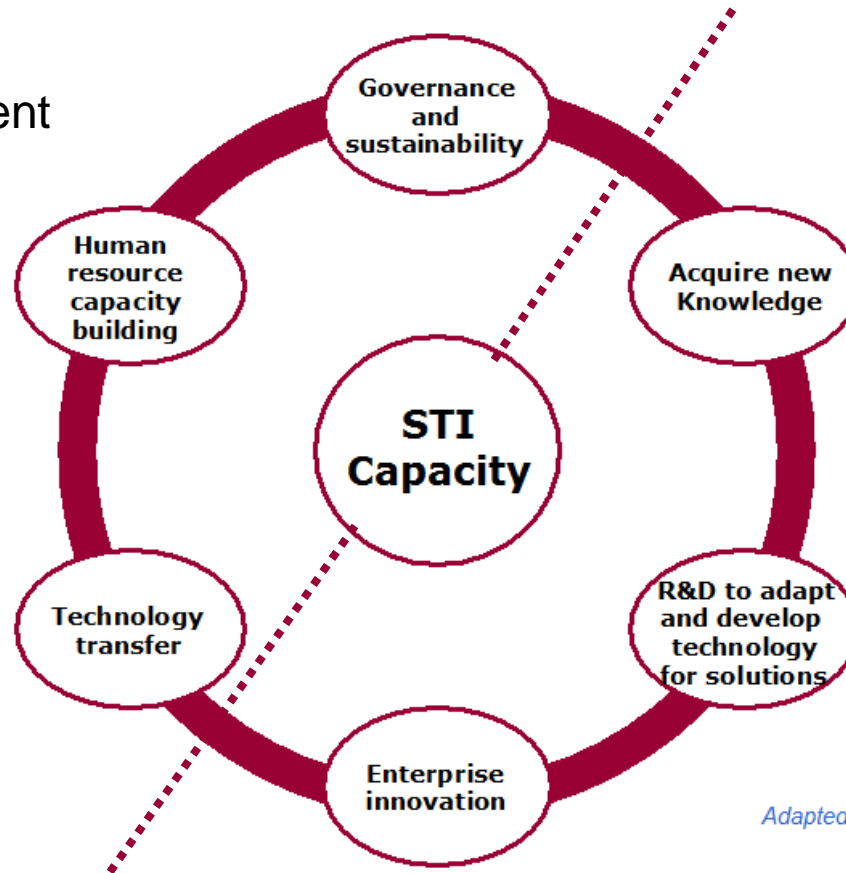 ent
Governance
and
sustainability
Human
resource
capacity
building
Acquire new
Knowledge
STI
Capacity
Technology
transfer
R&D to adapt
and develop
technology
for solutions
Enterprise
innovation
Adapted